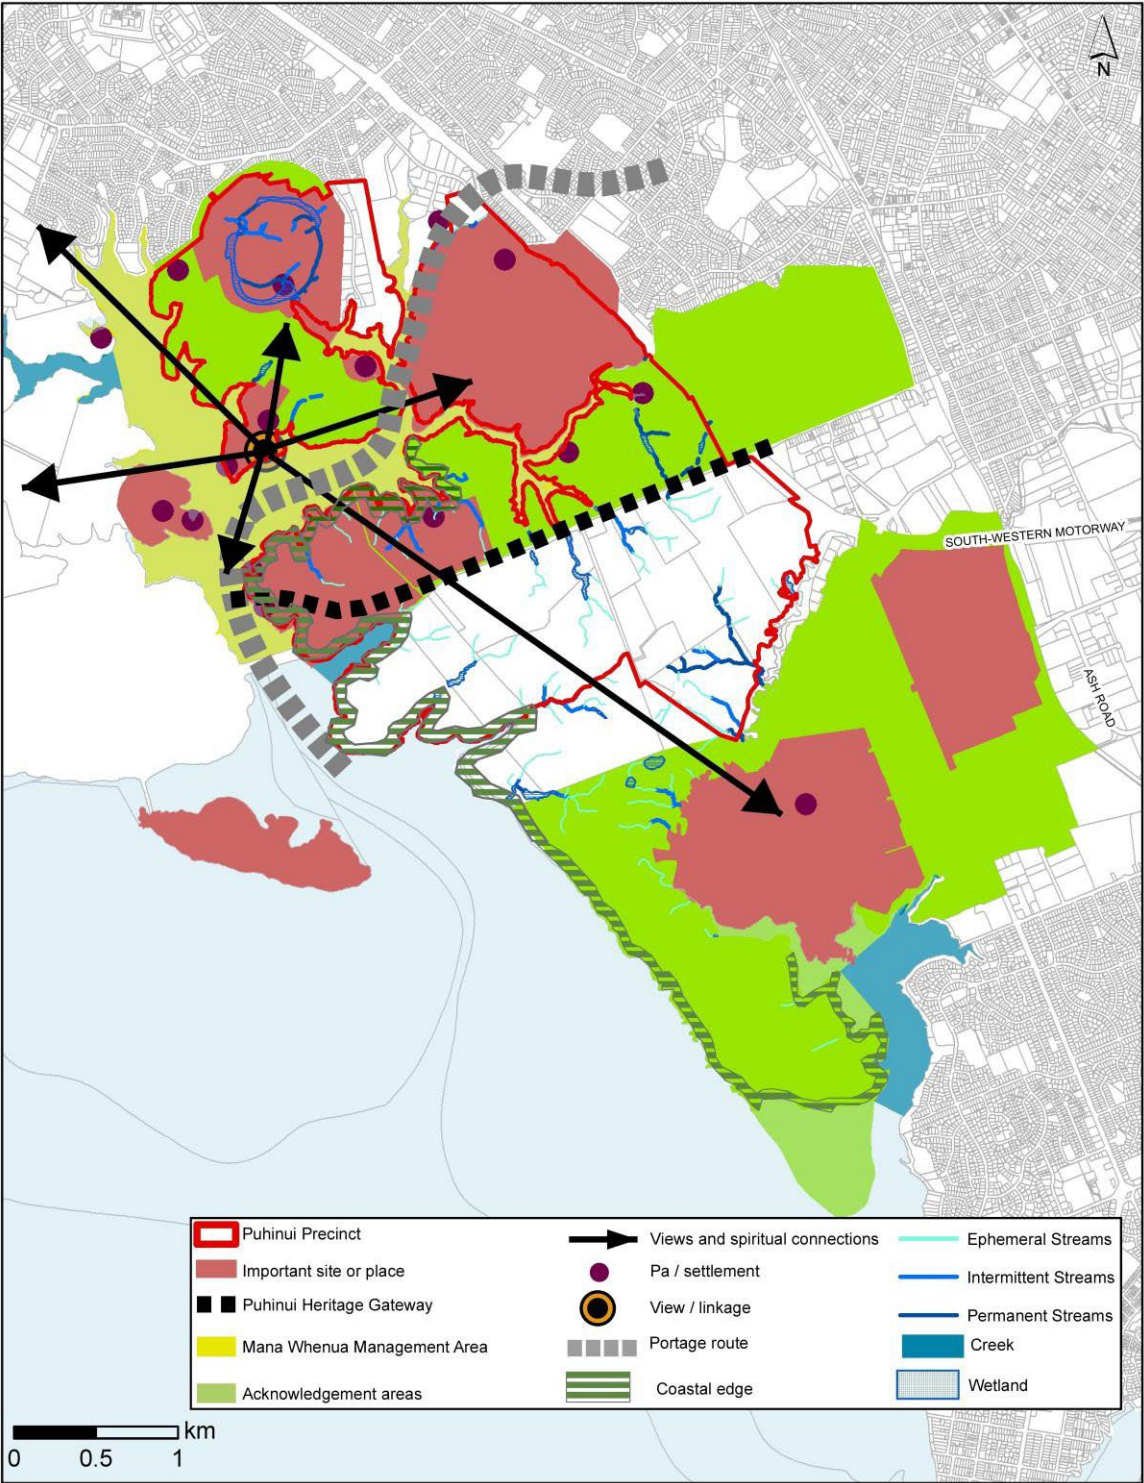 N
SOUTH-WESTERN MOTORWAY
ASH ROAD
Puhinui Precinct
Important site or place
Puhinui Heritage Gateway
Mana Whenua Management Area
Acknowledgement areas
Views and spiritual connections
Pa / settlement
View / linkage
Portage route
Coastal edge
Ephemeral Streams
Intermittent Streams
Permanent Streams
Creek
Wetland
km
0 0.5 1